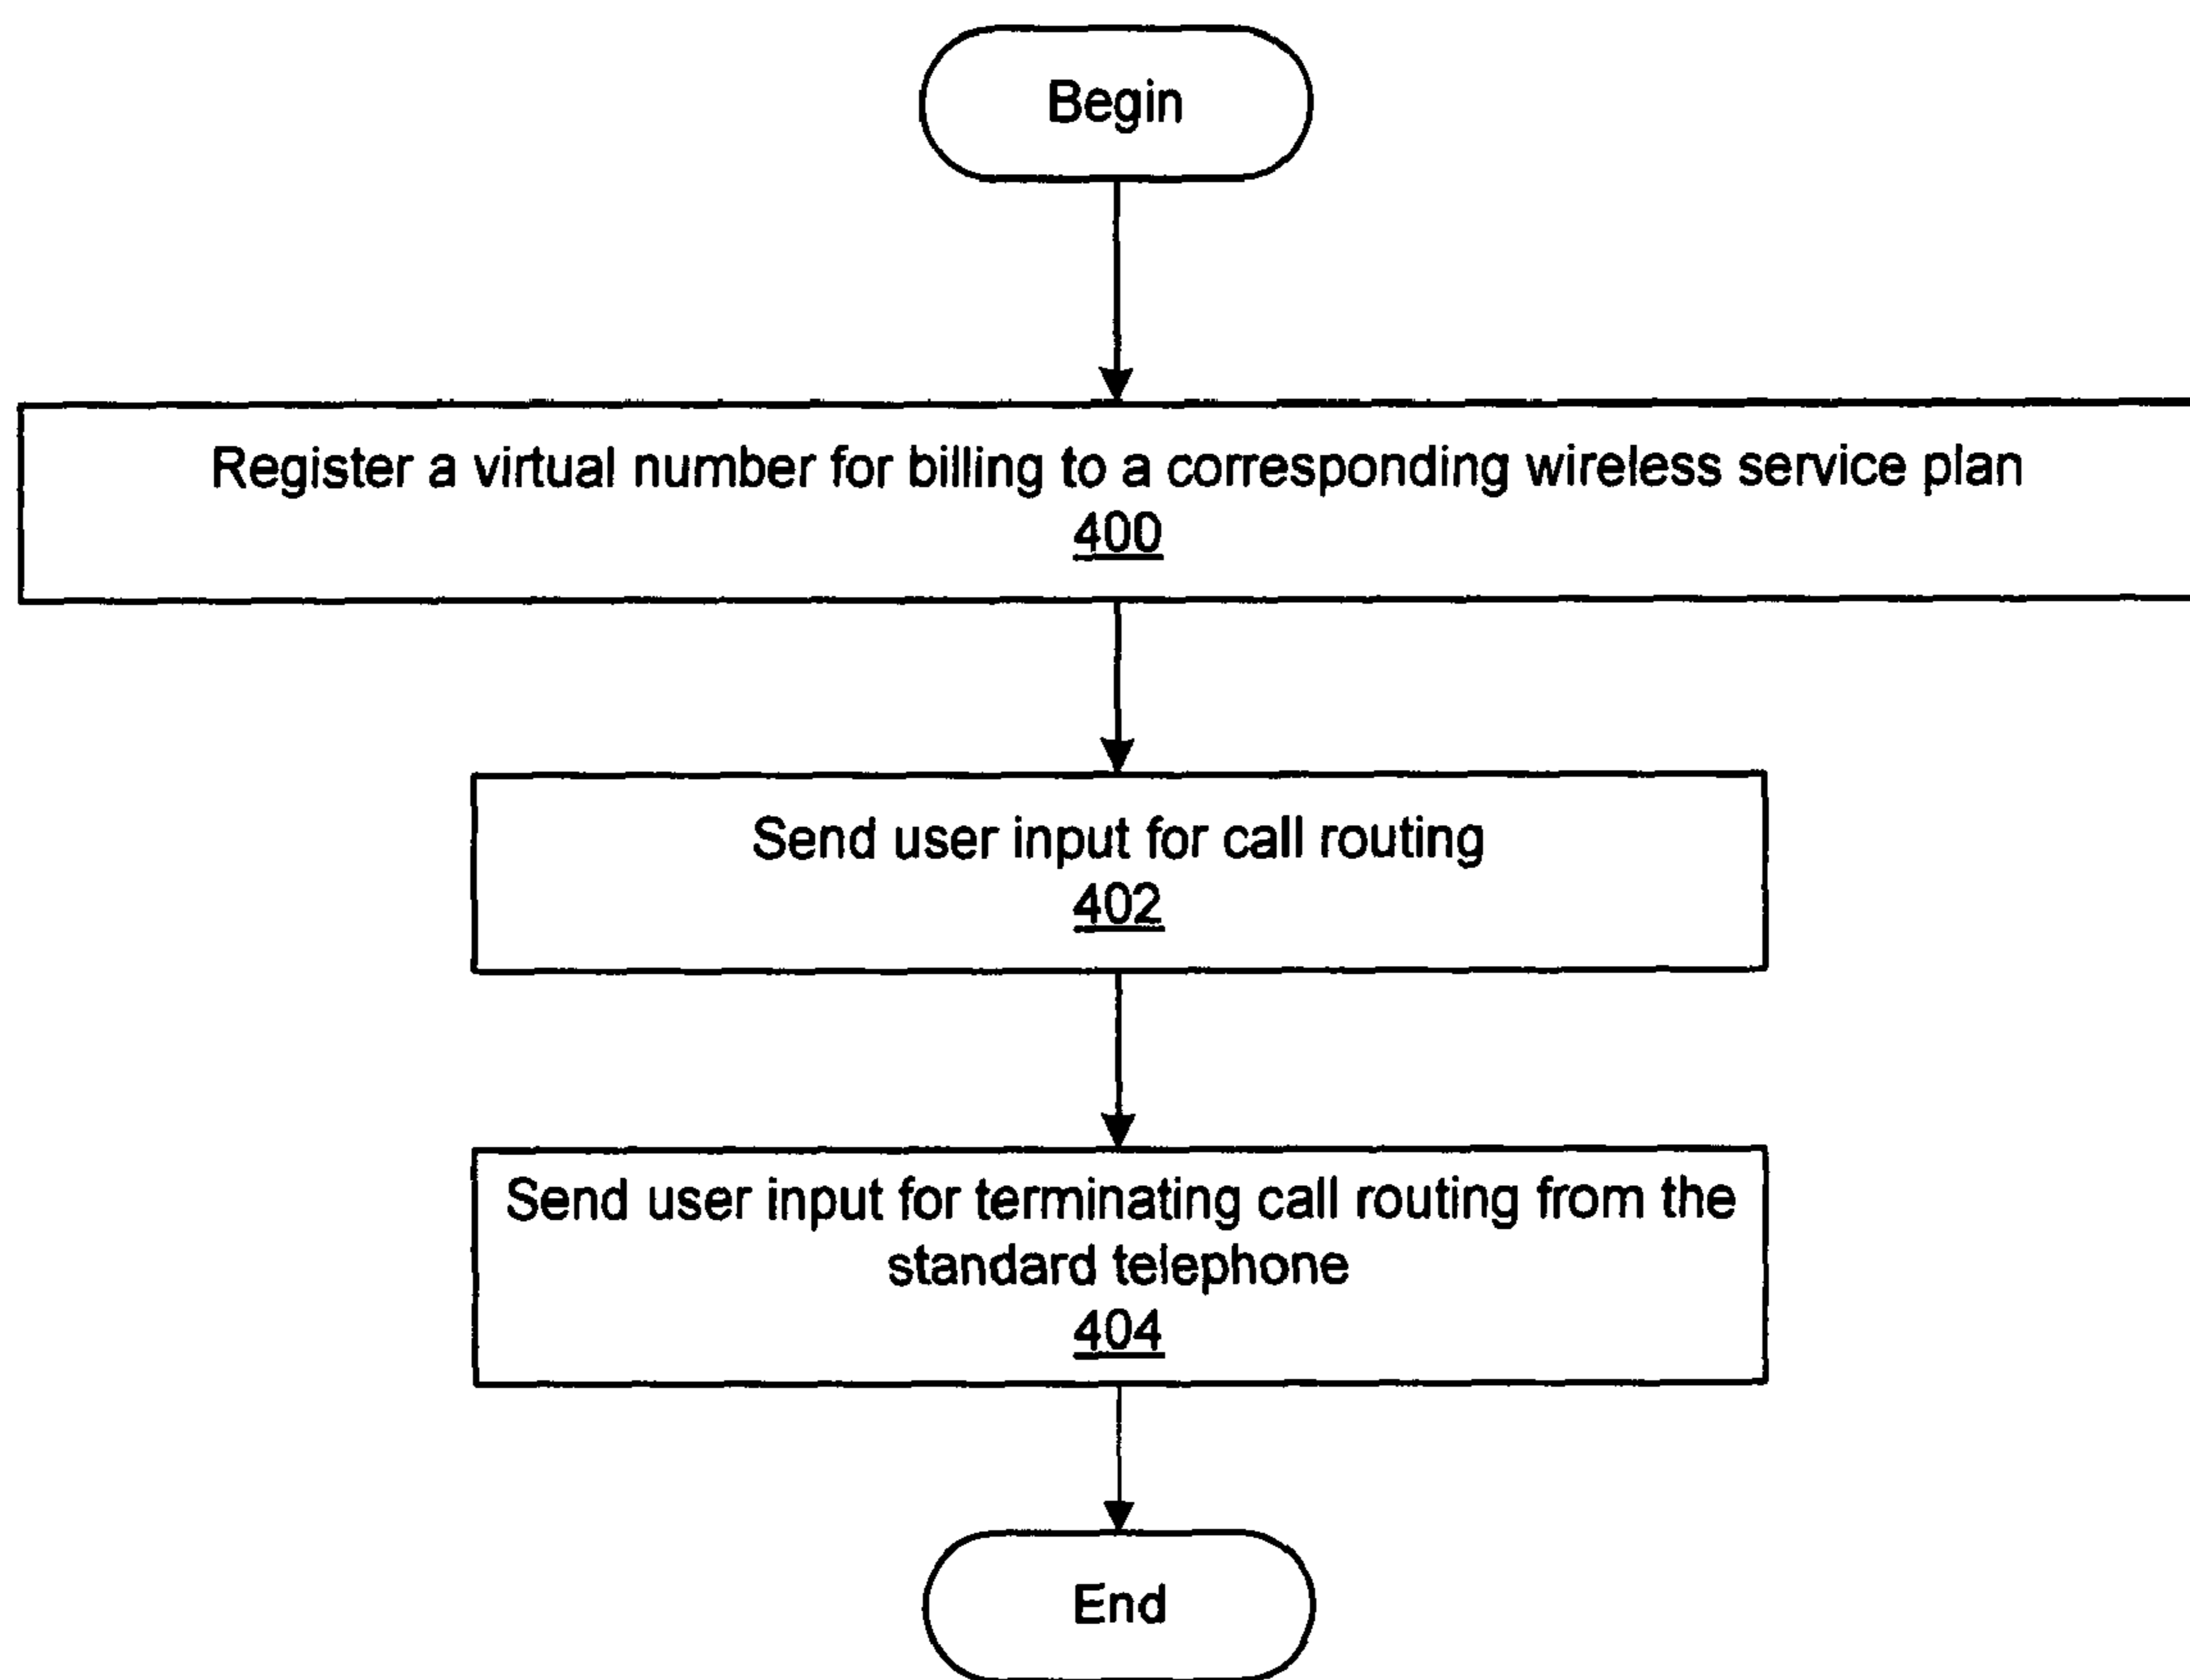 Begin
Register a virtual number for billing to a corresponding wireless service plan
400
Send user input for call routing
402
Send user input for terminating call routing from the
standard telephone
404
End